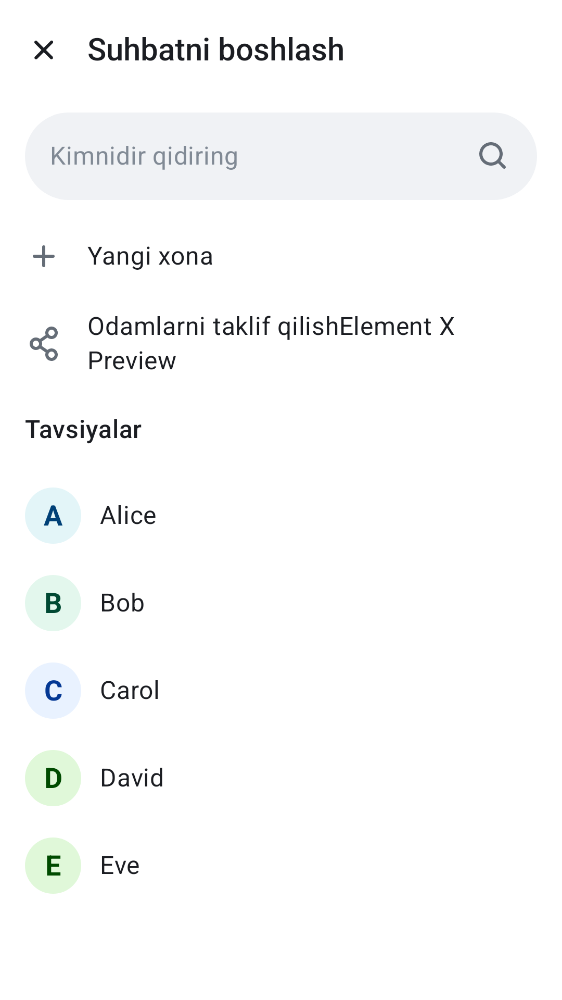 Suhbatni boshlash
Kimnidir qidiring
Yangi xona
Odamlarni taklif qilishElement X
Preview
Tavsiyalar
A Alice
B Bob
C Carol
D David
E Eve